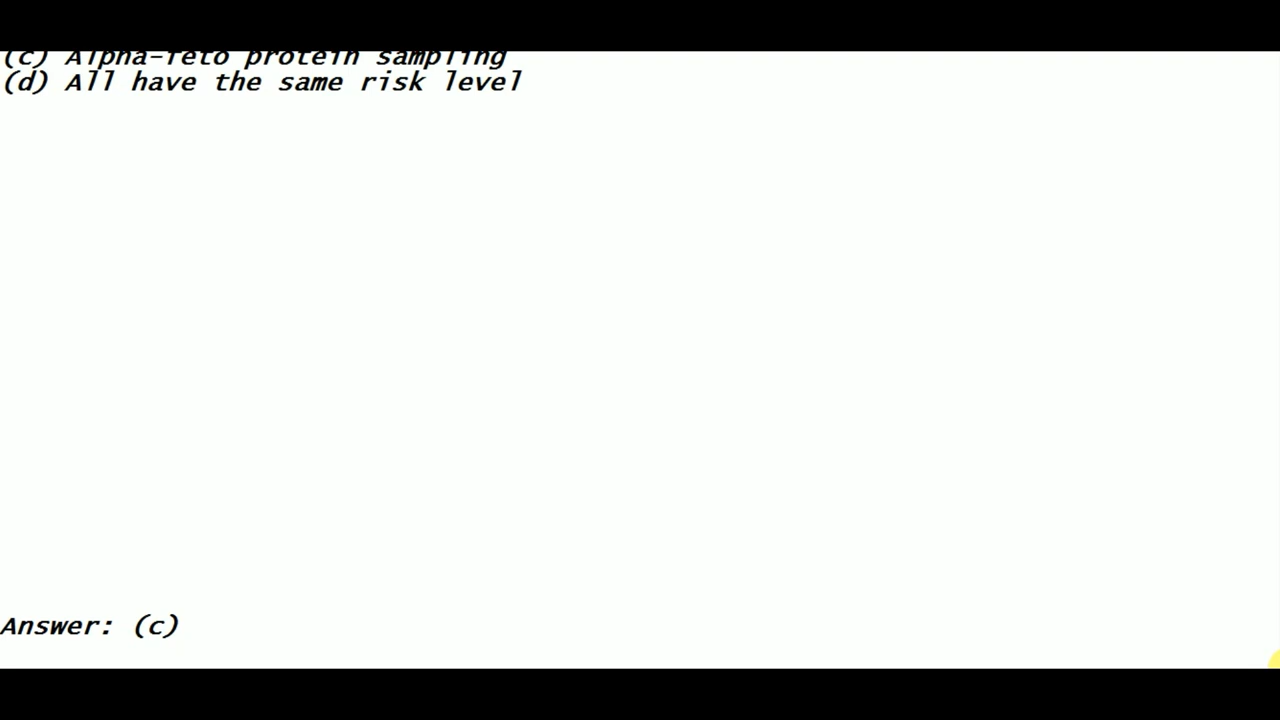 (c) Alpha-feto protein sampling
(d) All have the same risk level
Answer: (c)